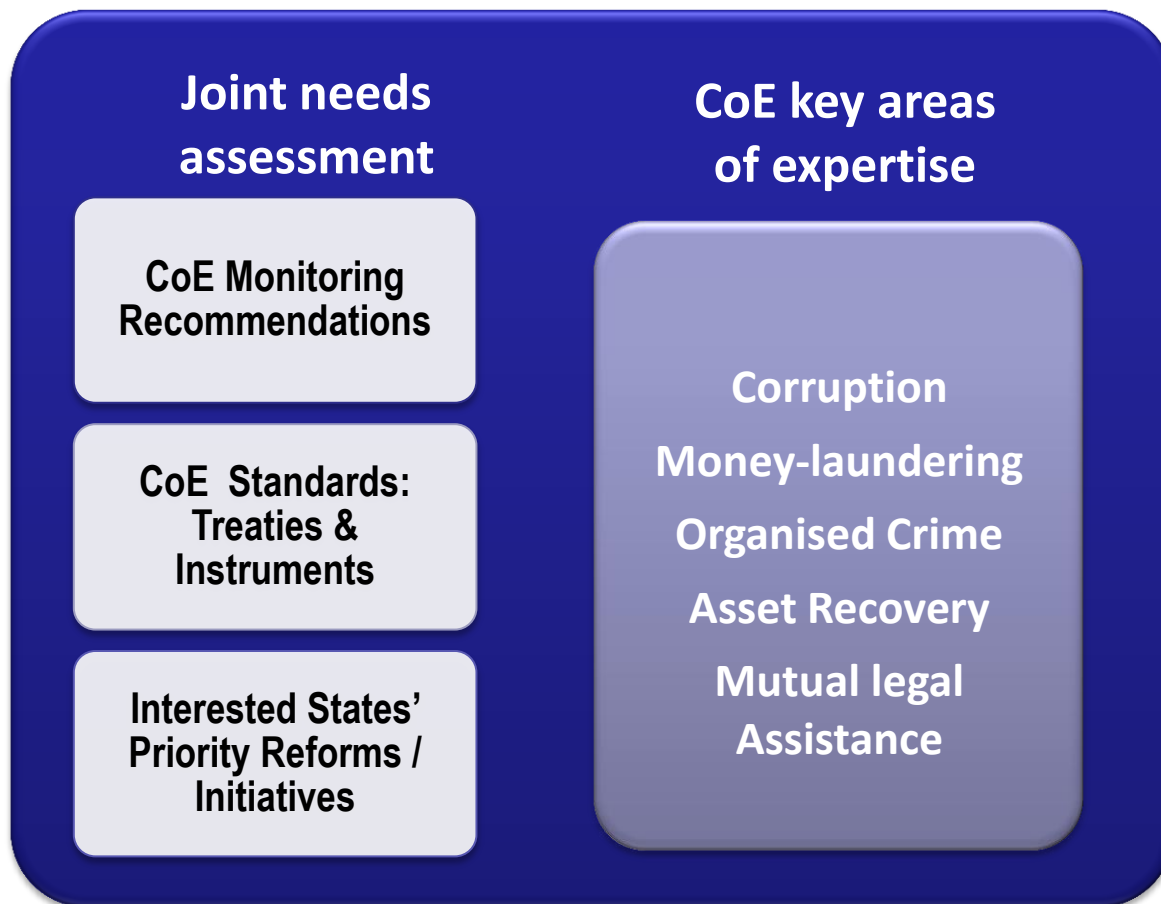 Joint needs
assessment
CoE Monitoring
Recommendations
CoE Standards:
Treaties &
Instruments
Interested States’
Priority Reforms /
Initiatives
CoE key areas
of expertise
Corruption
Money-laundering
Organised Crime
Asset Recovery
Mutual legal
Assistance